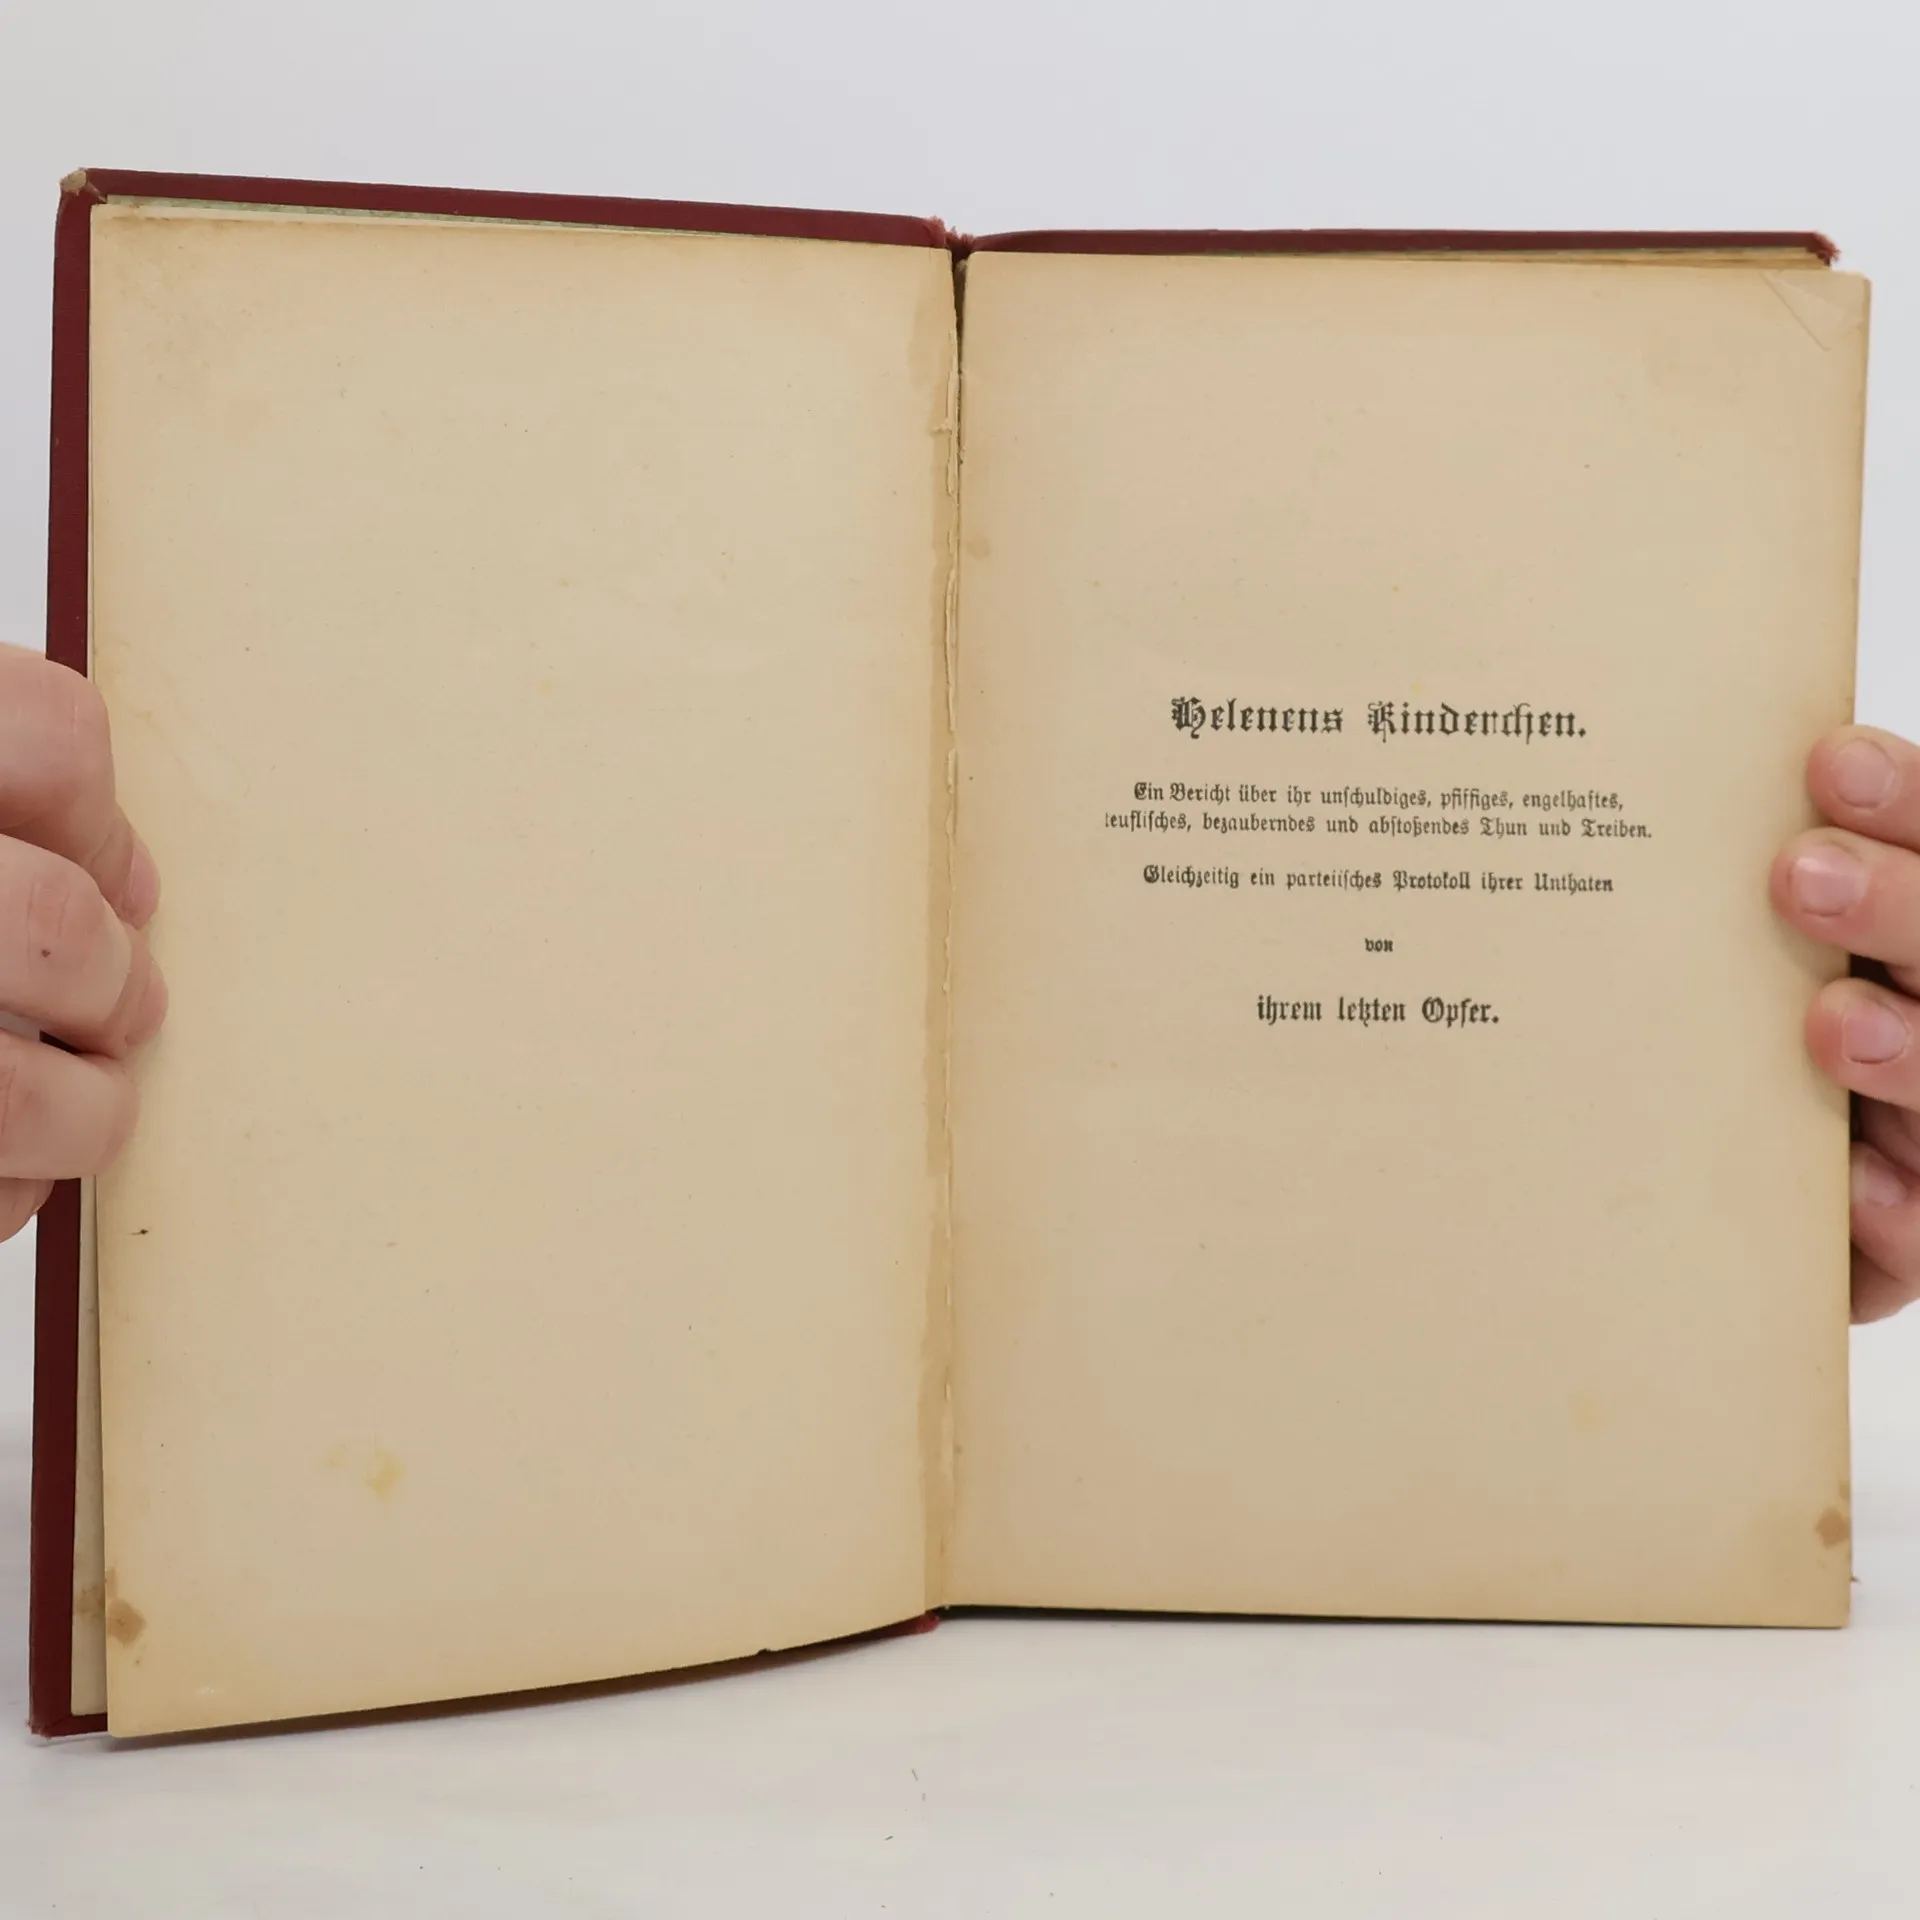 Helenens Kinderchen.
Ein Bericht über ihr unſchuldiges, pfiffiges, engelhaftes,
teufliſches, bezauberndes und abſtoßendes Thun und Treiben.
Gleichzeitig ein parteiiſches Protokoll ihrer Unthaten
von
ihrem letzten Opfer.